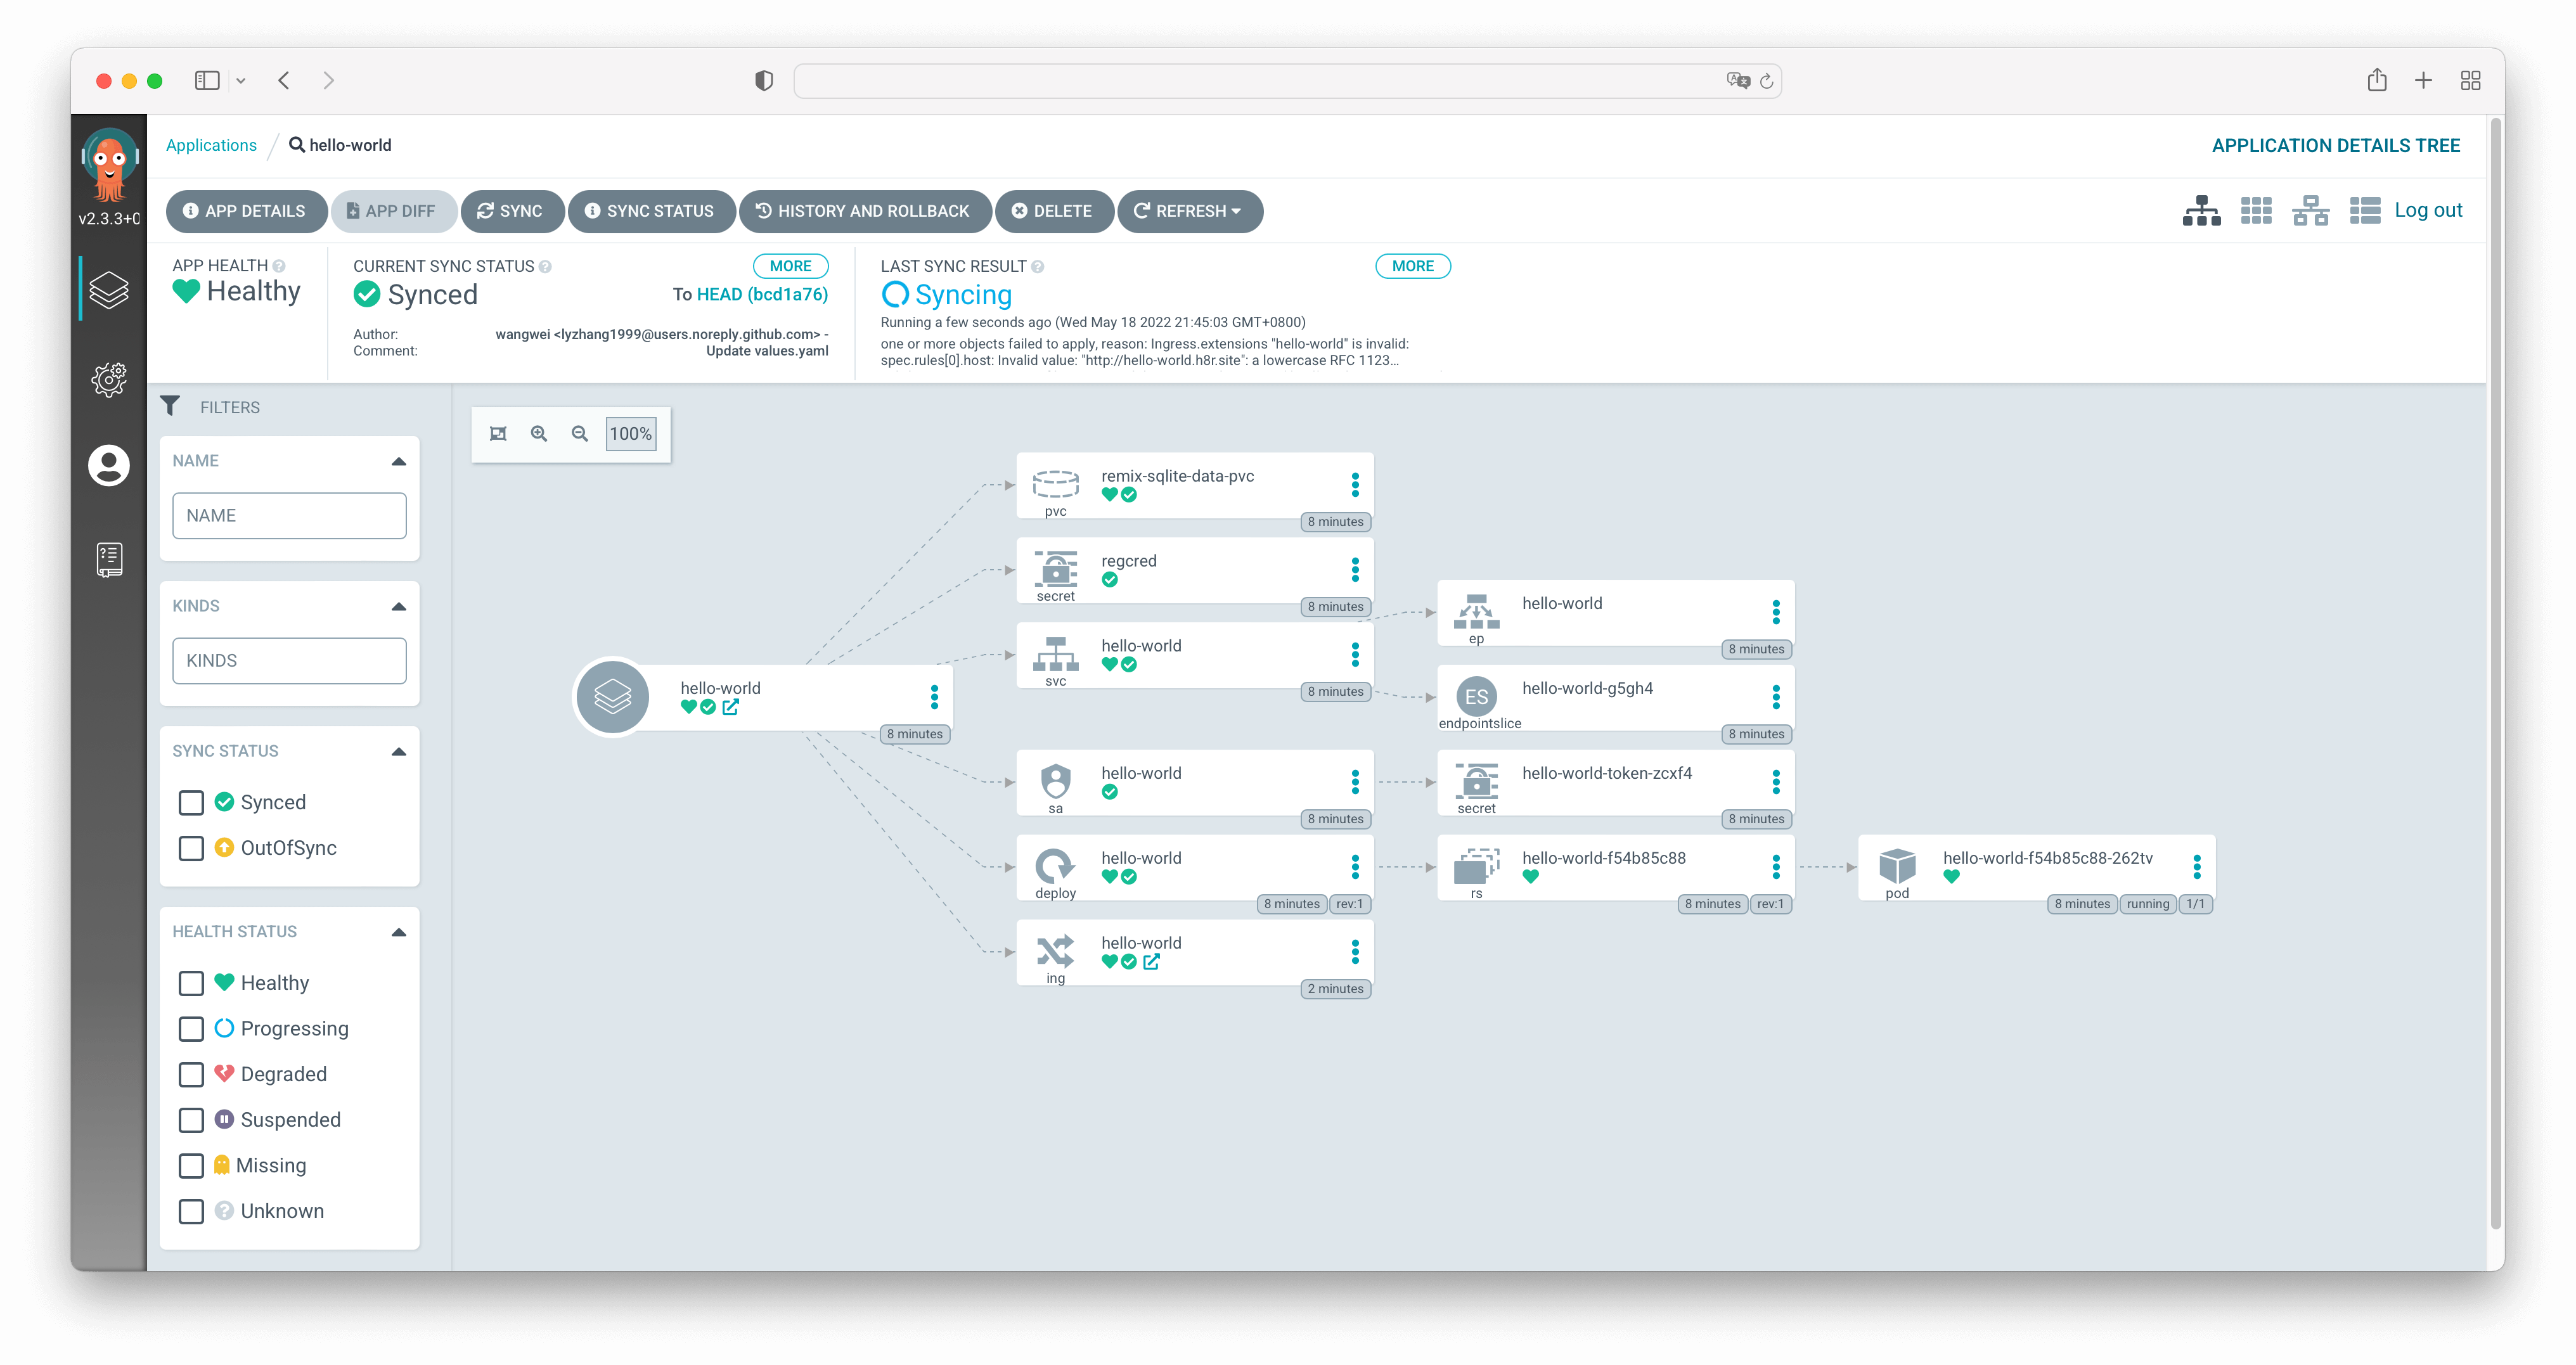 Applications
hello-world
APPLICATION DETAILS TREE
v2.3.3+0
APP DETAILS
APP DIFF
SYNC
SYNC STATUS
HISTORY AND ROLLBACK
DELETE
REFRESH
Log out
APP HEALTH
Healthy
CURRENT SYNC STATUS
MORE
Synced
To HEAD (bcd1a76)
Author: wangwei <lyzhang1999@users.noreply.github.com> -
Comment: Update values.yaml
LAST SYNC RESULT
MORE
Syncing
Running a few seconds ago (Wed May 18 2022 21:45:03 GMT+0800)
one or more objects failed to apply, reason: Ingress.extensions "hello-world" is invalid:
spec.rules[0].host: Invalid value: "http://hello-world.h8r.site": a lowercase RFC 1123...
FILTERS
NAME
NAME
KINDS
KINDS
SYNC STATUS
Synced
OutOfSync
HEALTH STATUS
Healthy
Progressing
Degraded
Suspended
Missing
Unknown
100%
hello-world
8 minutes
remix-sqlite-data-pvc
pvc
8 minutes
regcred
secret
8 minutes
hello-world
svc
8 minutes
hello-world
sa
8 minutes
hello-world
deploy
8 minutes rev:1
hello-world
ing
2 minutes
hello-world
ep
8 minutes
ES
hello-world-g5gh4
endpointslice
8 minutes
hello-world-token-zcxf4
secret
8 minutes
hello-world-f54b85c88
rs
8 minutes rev:1
hello-world-f54b85c88-262tv
pod
8 minutes running 1/1